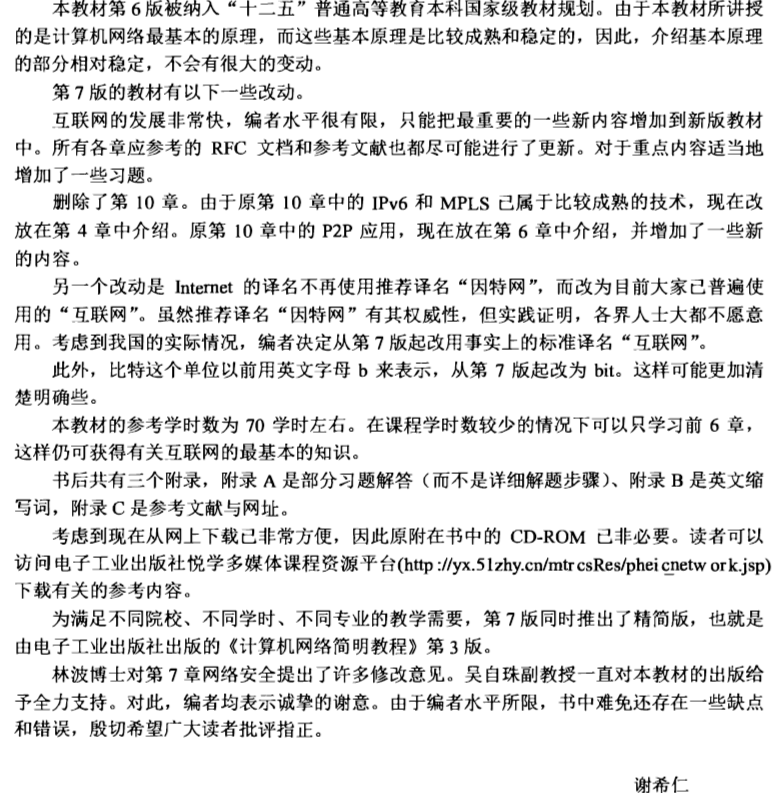 本教材第 6 版被纳入“十二五”普通高等教育本科国家级教材规划。由于本教材所讲授
的是计算机网络最基本的原理，而这些基本原理是比较成熟和稳定的，因此，介绍基本原理
的部分相对稳定，不会有很大的变动。
第 7 版的教材有以下一些改动。
互联网的发展非常快，编者水平很有限，只能把最重要的一些新内容增加到新版教材
中。所有各章应参考的 RFC 文档和参考文献也都尽可能进行了更新。对于重点内容适当地
增加了一些习题。
删除了第 10 章。由于原第 10 章中的 IPv6 和 MPLS 已属于比较成熟的技术，现在改
放在第 4 章中介绍。原第 10 章中的 P2P 应用，现在放在第 6 章中介绍，并增加了一些新
的内容。
另一个改动是 Internet 的译名不再使用推荐译名“因特网”，而改为目前大家已普遍使
用的“互联网”。虽然推荐译名“因特网”有其权威性，但实践证明，各界人士大都不愿意
用。考虑到我国的实际情况，编者决定从第 7 版起改用事实上的标准译名“互联网”。
此外，比特这个单位以前用英文字母 b 来表示，从第 7 版起改为 bit。这样可能更加清
楚明确些。
本教材的参考学时数为 70 学时左右。在课程学时数较少的情况下可以只学习前 6 章，
这样仍可获得有关互联网的最基本的知识。
书后共有三个附录，附录 A 是部分习题解答（而不是详细解题步骤）、附录 B 是英文缩
写词，附录 C 是参考文献与网址。
考虑到现在从网上下载已非常方便，因此原附在书中的 CD-ROM 已非必要。读者可以
访问电子工业出版社悦学多媒体课程资源平台(http://yx.51zhy.cn/mtrcsRes/pheicnetwork.jsp)
下载有关的参考内容。
为满足不同院校、不同学时、不同专业的教学需要，第 7 版同时推出了精简版，也就是
由电子工业出版社出版的《计算机网络简明教程》第 3 版。
林波博士对第 7 章网络安全提出了许多修改意见。吴自珠副教授一直对本教材的出版给
予全力支持。对此，编者均表示诚挚的谢意。由于编者水平所限，书中难免还存在一些缺点
和错误，殷切希望广大读者批评指正。
谢希仁